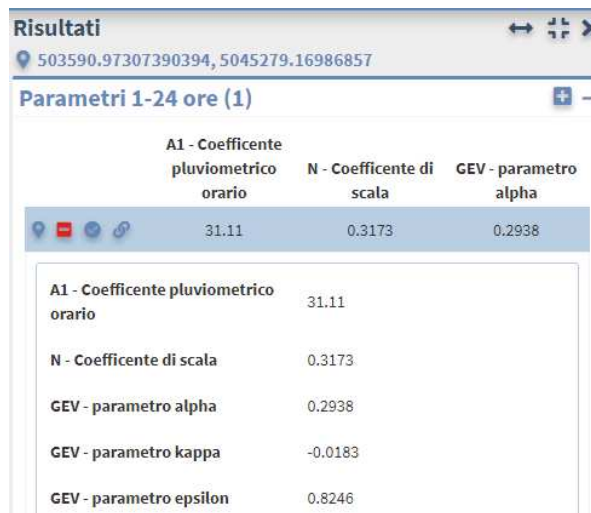 Risultati
503590.97307390394, 5045279.16986857
Parametri 1-24 ore (1)
A1 - Coefficente
pluviometrico
orario
N - Coefficente di
scala
GEV - parametro
alpha
31.11 0.3173 0.2938
A1 - Coefficente pluviometrico
orario
31.11
N - Coefficente di scala 0.3173
GEV - parametro alpha 0.2938
GEV - parametro kappa -0.0183
GEV - parametro epsilon 0.8246